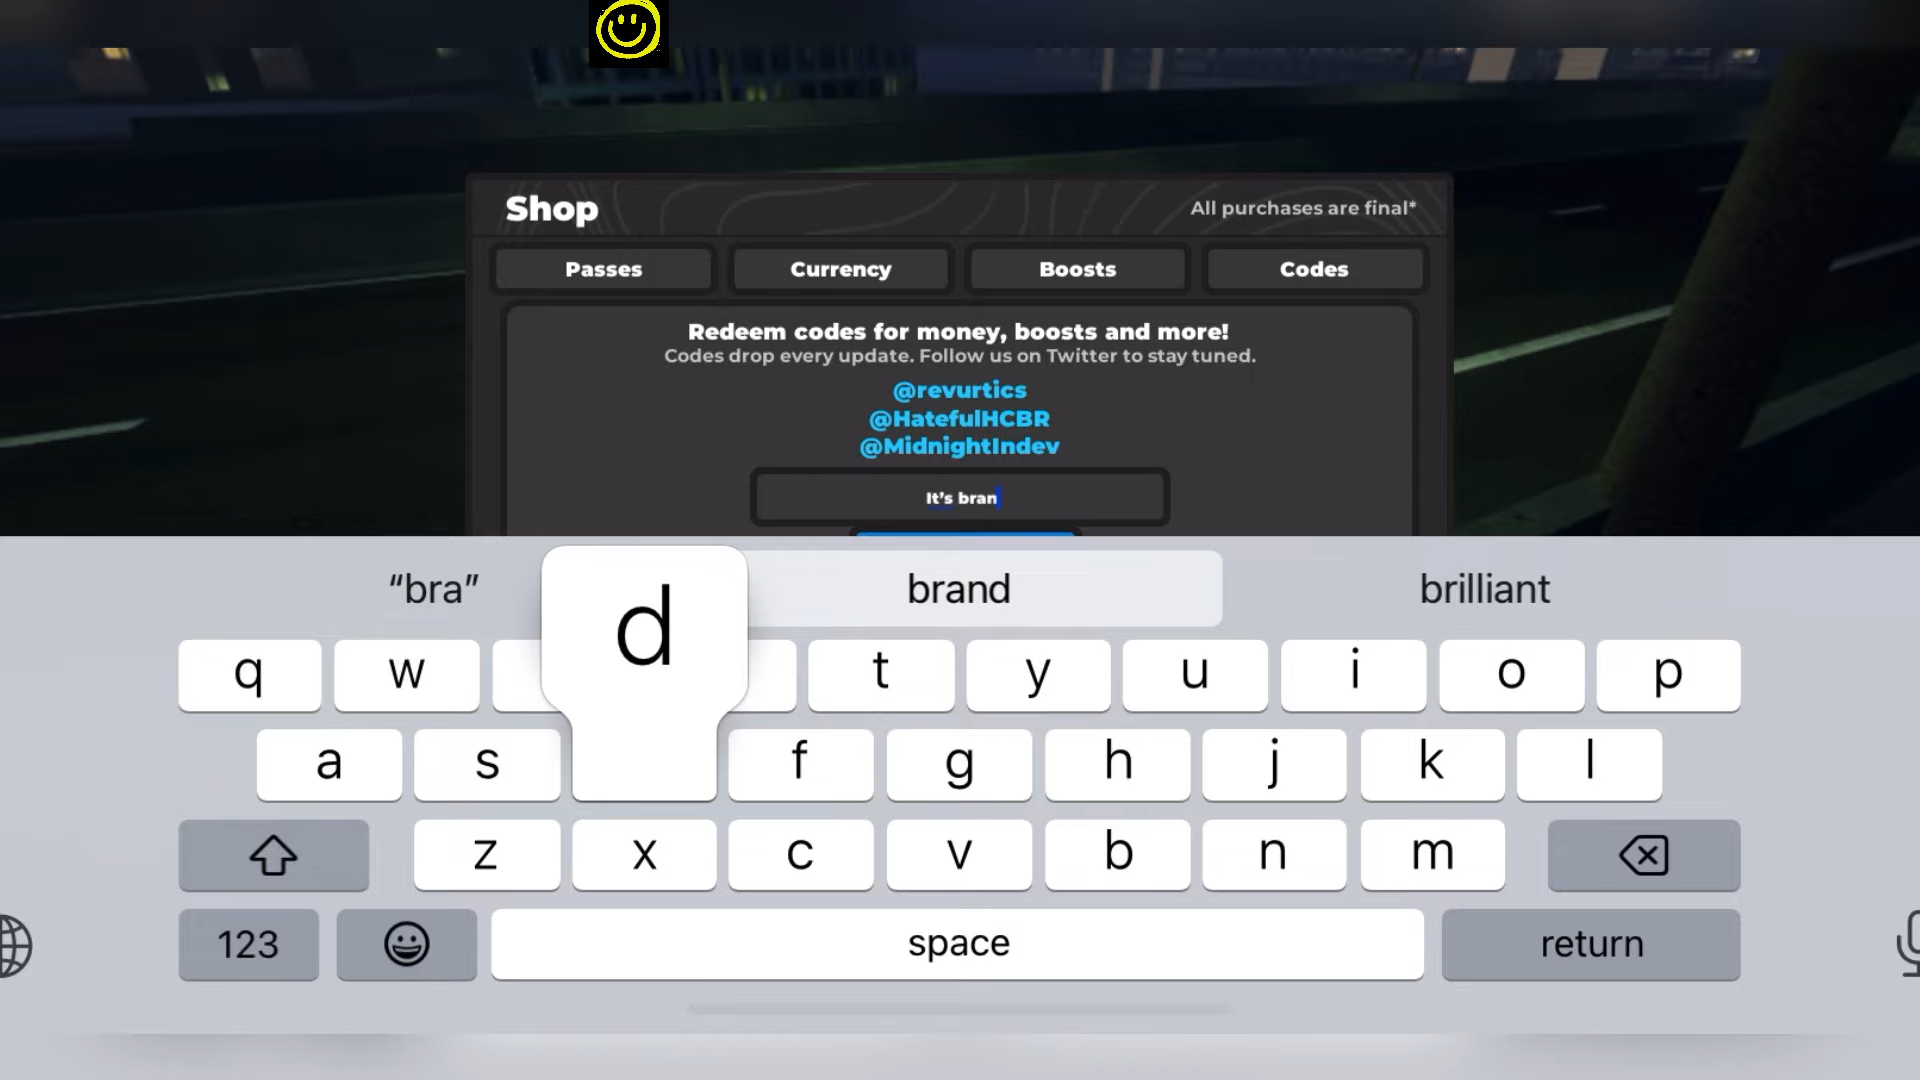 Shop
All purchases are final*
Passes
Currency
Boosts
Codes
Redeem codes for money, boosts and more!
Codes drop every update. Follow us on Twitter to stay tuned.
@revurtics
@HatefulHCBR
@MidnightIndev
It’s bran
“bra”
brand
brilliant
d
q w t y u i o p
a s f g h j k l
z x c v b n m
123
space
return